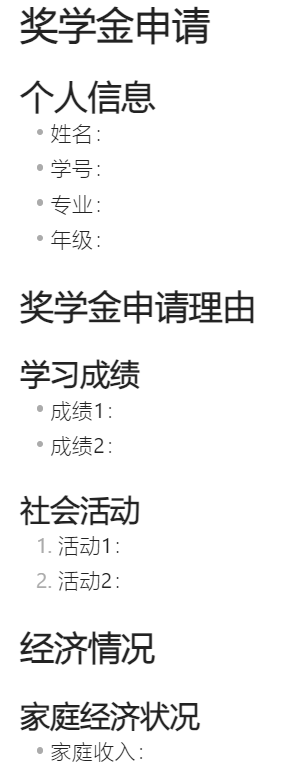 奖学金申请
个人信息
• 姓名：
• 学号：
• 专业：
• 年级：
奖学金申请理由
学习成绩
• 成绩1：
• 成绩2：
社会活动
1. 活动1：
2. 活动2：
经济情况
家庭经济状况
• 家庭收入：